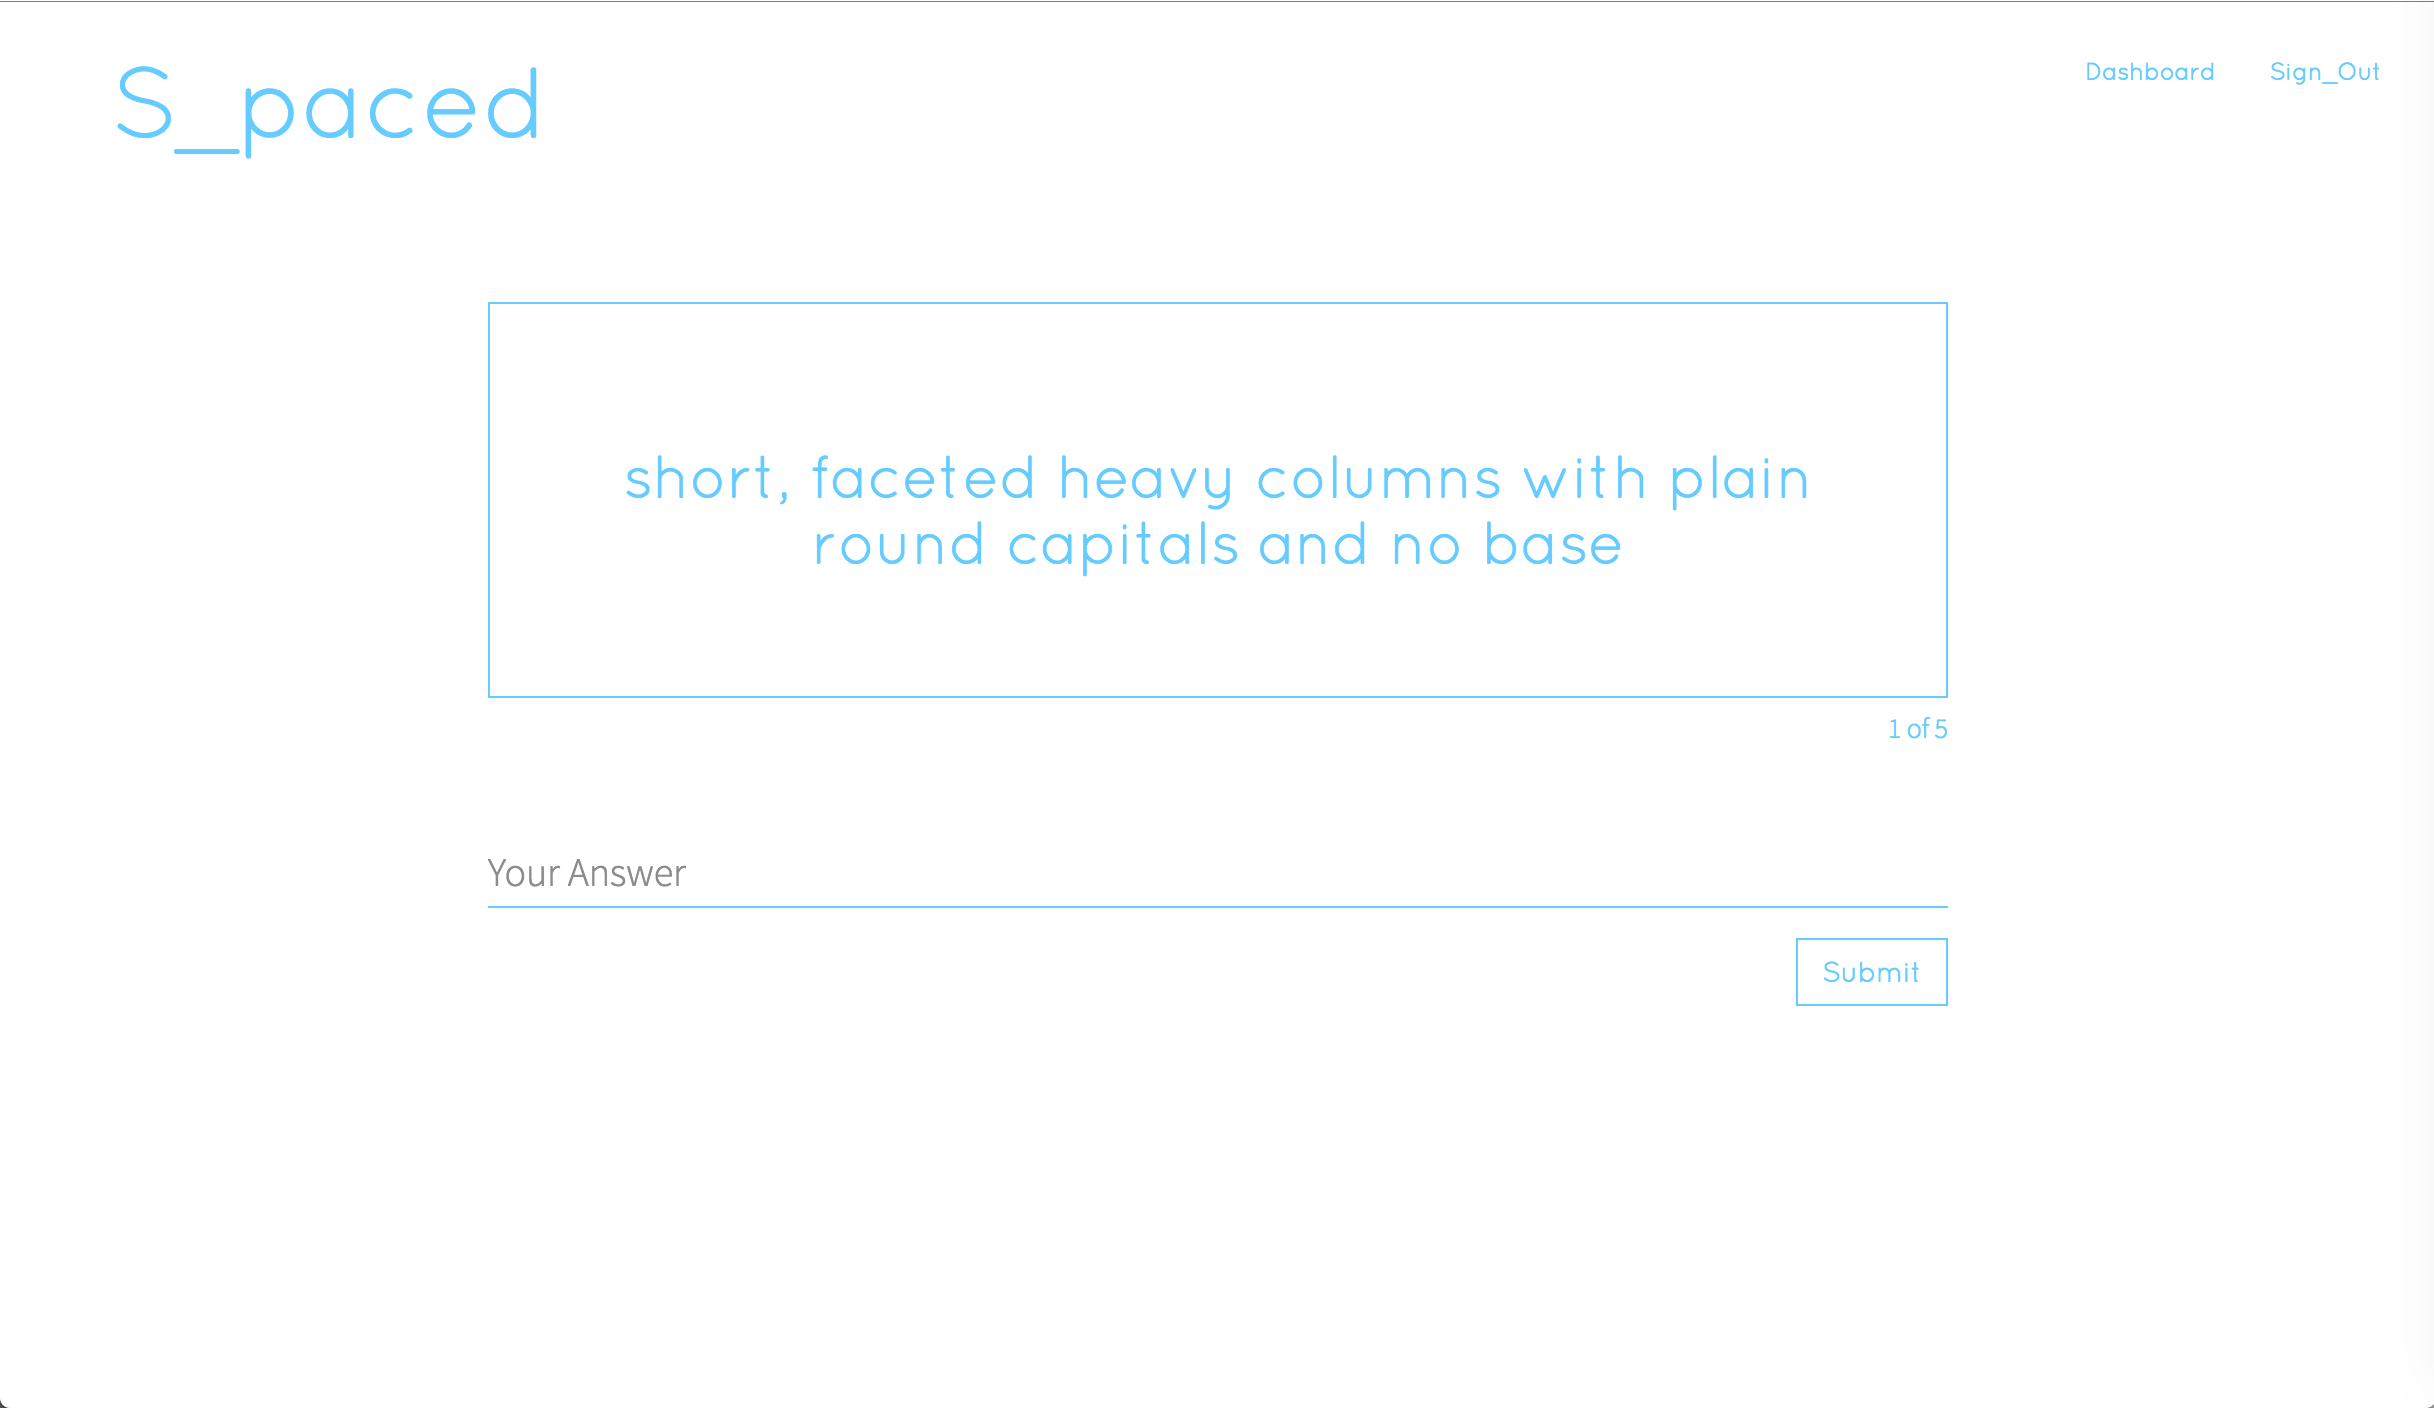 S_paced
Dashboard
Sign_Out
short, faceted heavy columns with plain
round capitals and no base
1 of 5
Your Answer
Submit